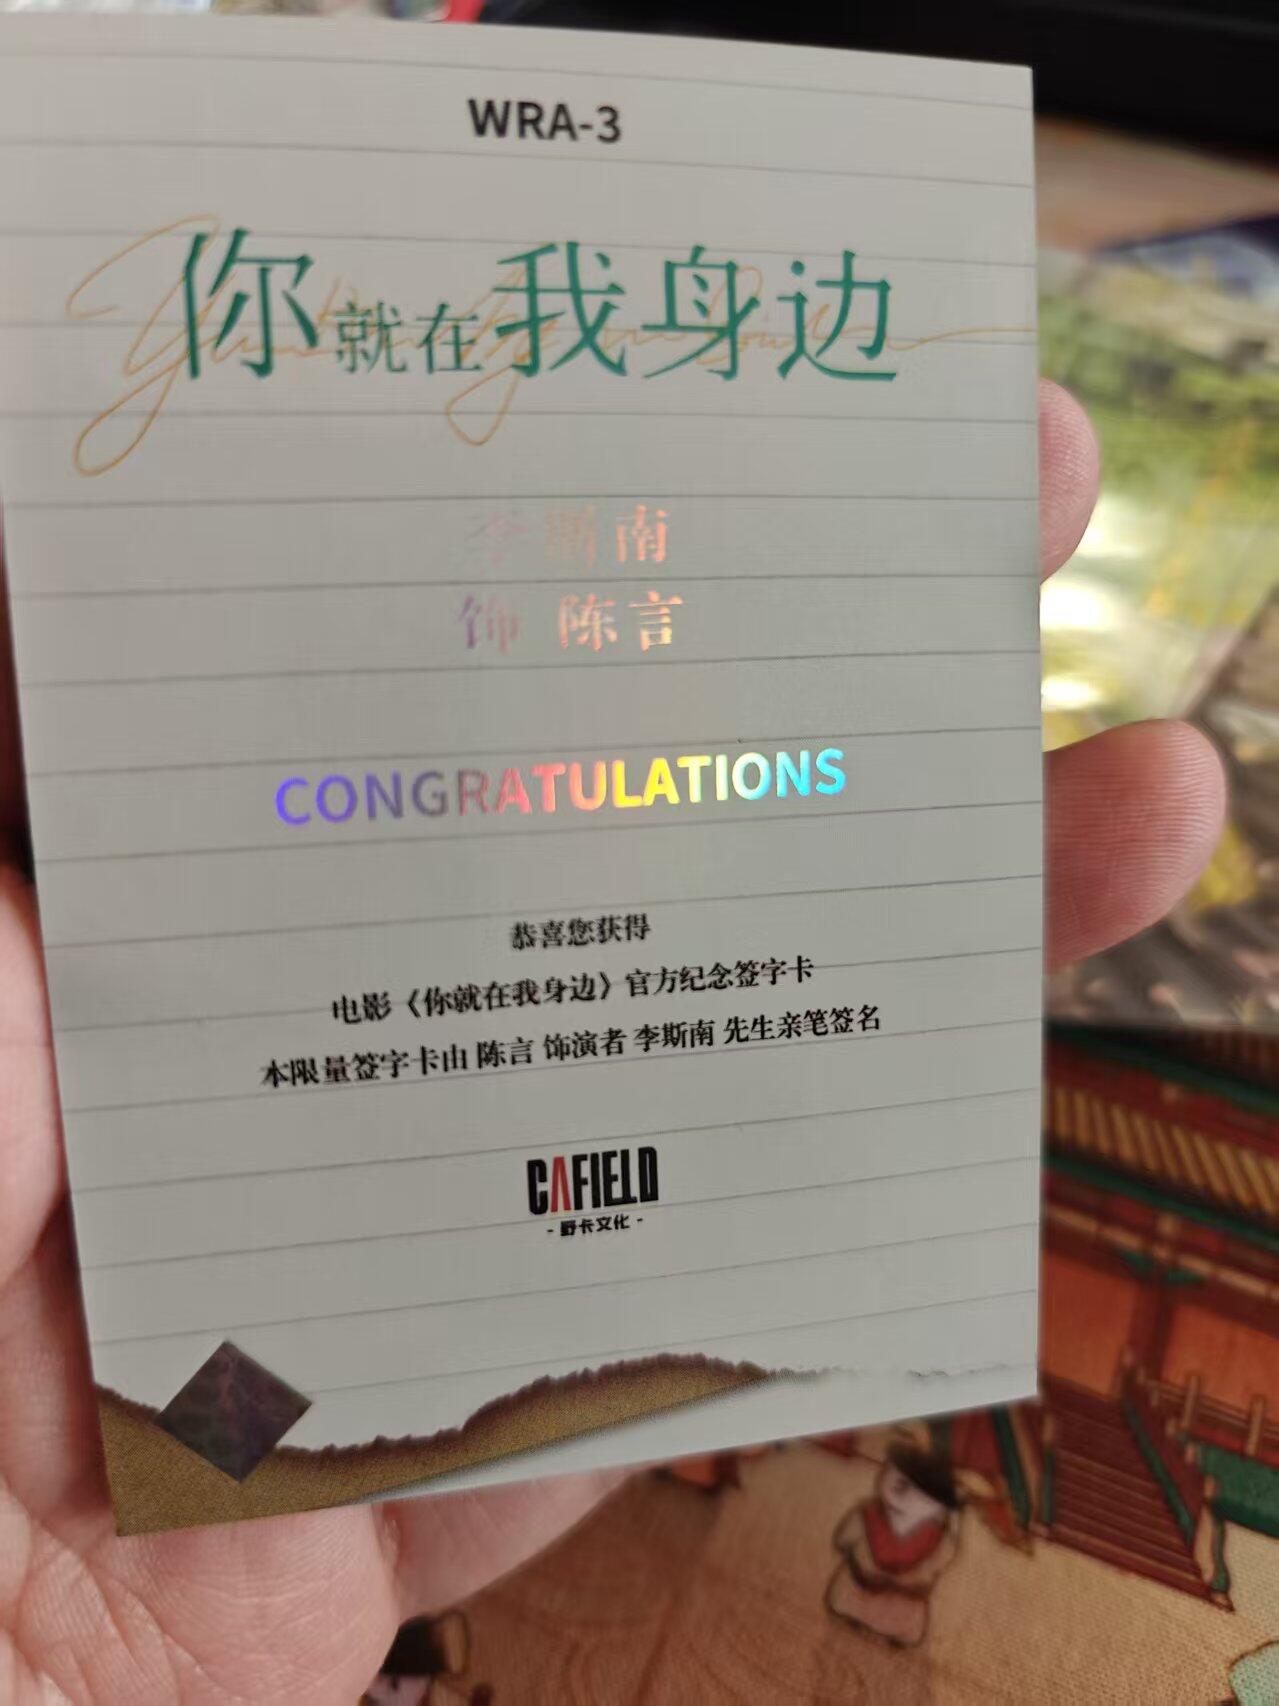 WRA-3
你就在我身边
李斯南
饰 陈言
CONGRATULATIONS
恭喜您获得
电影《你就在我身边》官方纪念签字卡
本限量签字卡由 陈言 饰演者 李斯南 先生亲笔签名
CAFIELD
- 野卡文化 -